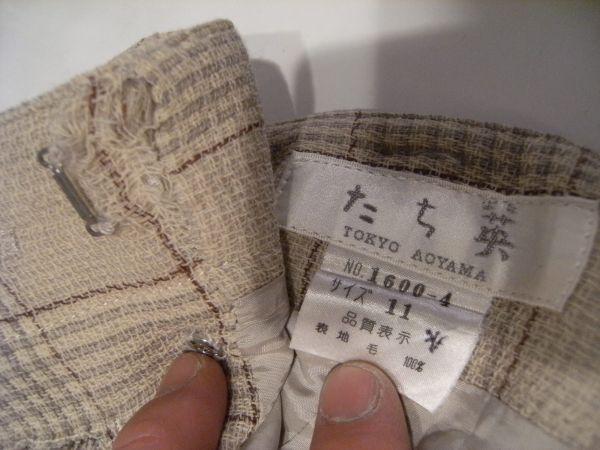 たち英
TOKYO AOYAMA
NO. 1600-4
サイズ 11
品質表示
表地 毛 100%